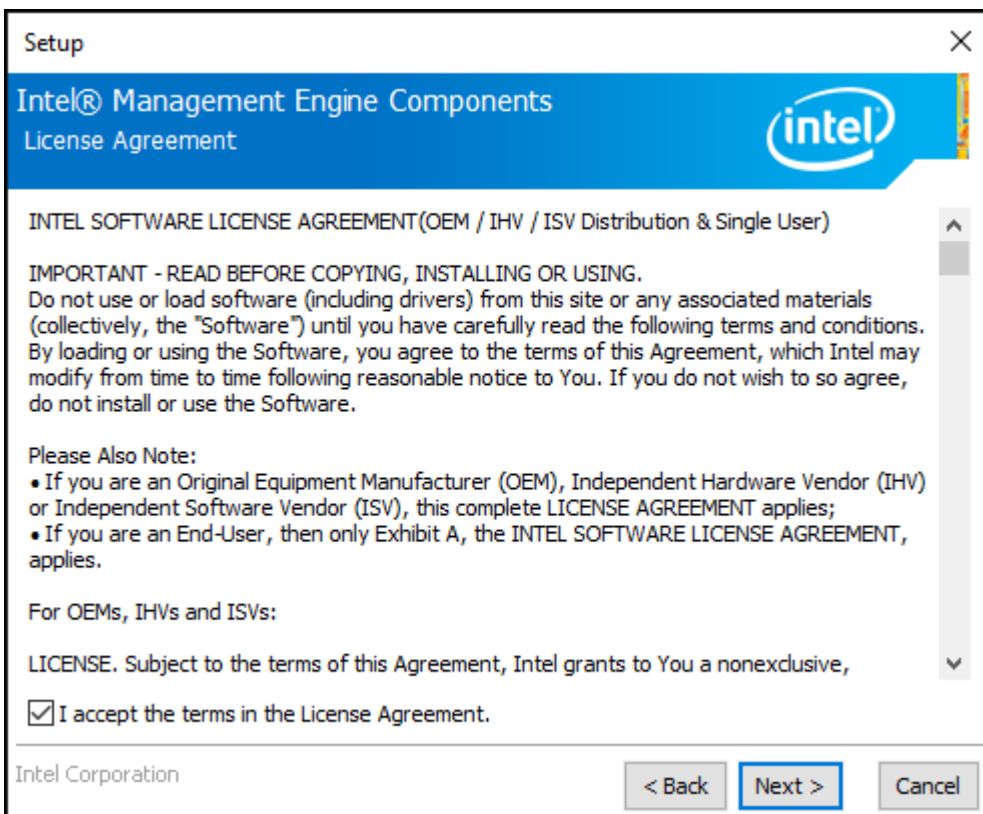 Setup
Intel® Management Engine Components
License Agreement
intel
INTEL SOFTWARE LICENSE AGREEMENT(OEM / IHV / ISV Distribution & Single User)
IMPORTANT - READ BEFORE COPYING, INSTALLING OR USING.
Do not use or load software (including drivers) from this site or any associated materials
(collectively, the "Software") until you have carefully read the following terms and conditions.
By loading or using the Software, you agree to the terms of this Agreement, which Intel may
modify from time to time following reasonable notice to You. If you do not wish to so agree,
do not install or use the Software.
Please Also Note:
• If you are an Original Equipment Manufacturer (OEM), Independent Hardware Vendor (IHV)
or Independent Software Vendor (ISV), this complete LICENSE AGREEMENT applies;
• If you are an End-User, then only Exhibit A, the INTEL SOFTWARE LICENSE AGREEMENT,
applies.
For OEMs, IHVs and ISVs:
LICENSE. Subject to the terms of this Agreement, Intel grants to You a nonexclusive,
I accept the terms in the License Agreement.
Intel Corporation
< Back
Next >
Cancel